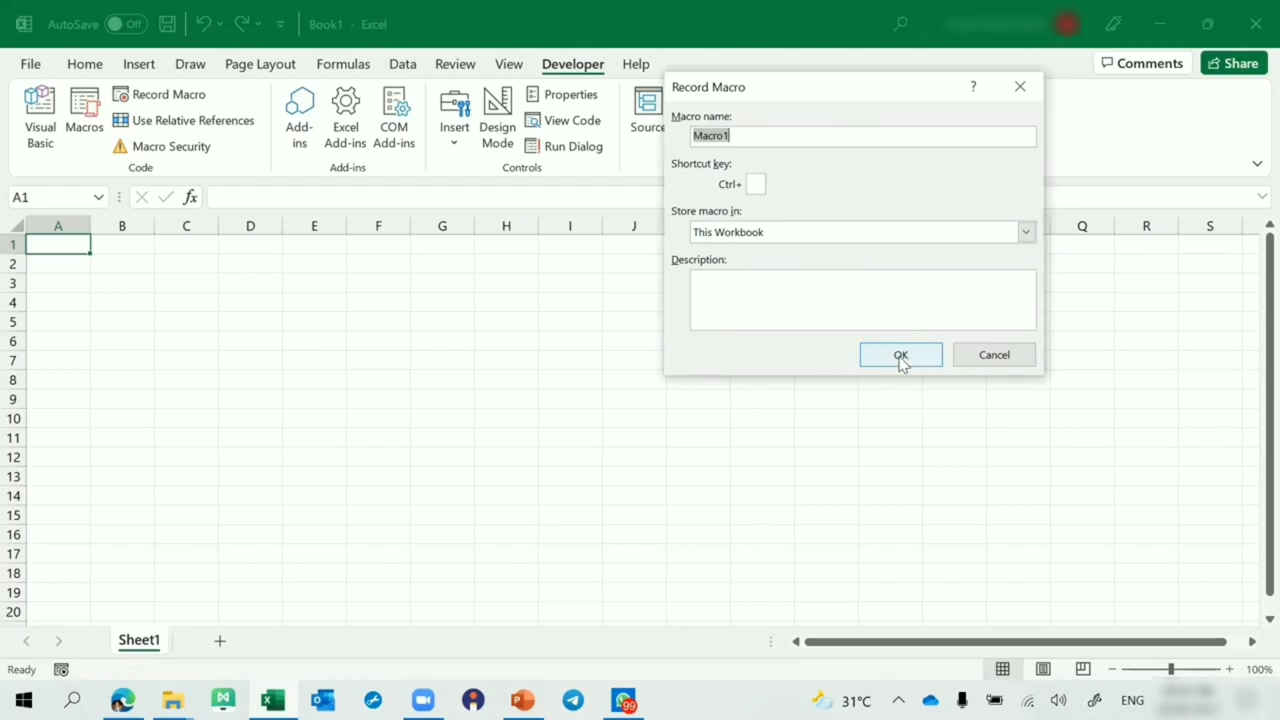 AutoSave Off Book1 - Excel
File Home Insert Draw Page Layout Formulas Data Review View Developer Help Comments Share
Visual Basic
Macros
Record Macro
Use Relative References
Macro Security
Code
Add-ins
Excel Add-ins
COM Add-ins
Add-ins
Insert
Design Mode
Properties
View Code
Run Dialog
Controls
Source
Record Macro ?
Macro name:
Macro1
Shortcut key:
Ctrl+
Store macro in:
This Workbook
Description:
OK Cancel
A1 fx
A B C D E F G H I J Q R S
1
2
3
4
5
6
7
8
9
10
11
12
13
14
15
16
17
18
19
20
Sheet1
Ready 100%
99 31°C ENG